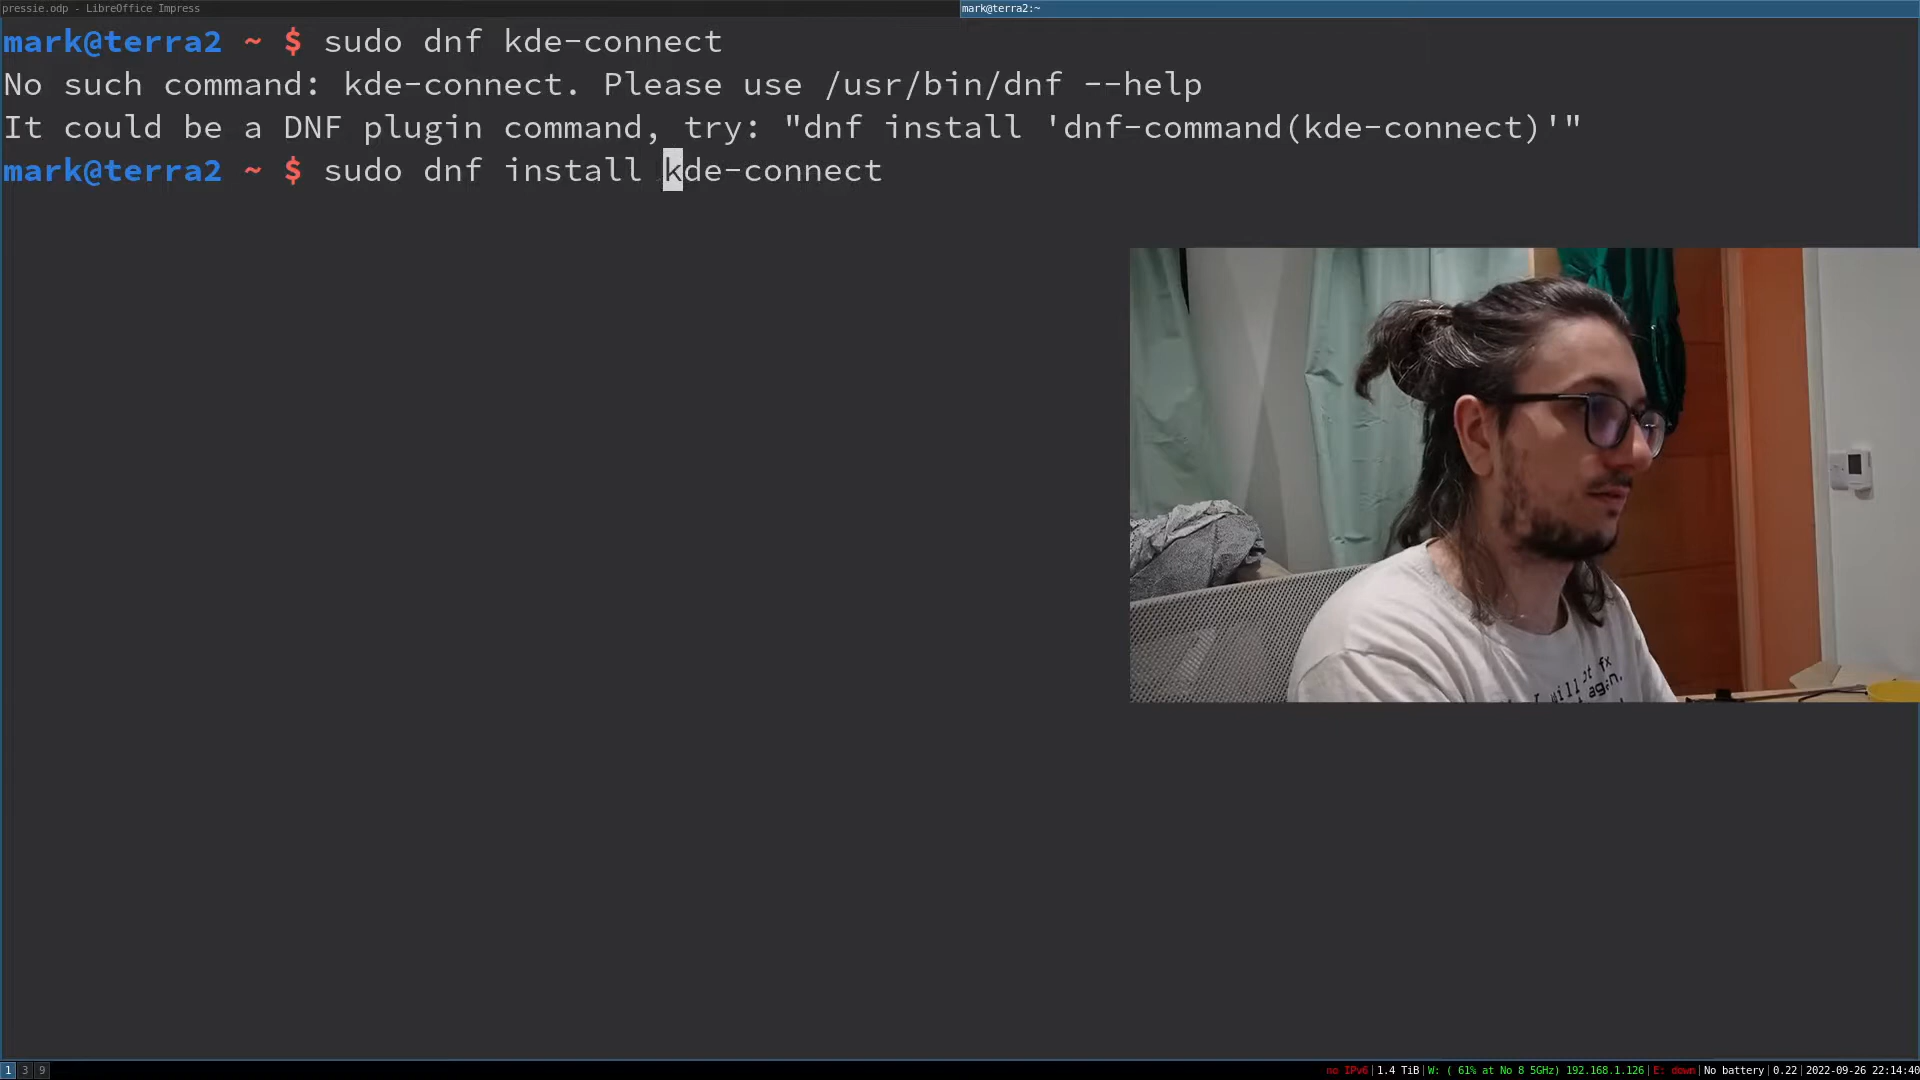 pressie.odp - LibreOffice Impress
mark@terra2:~
mark@terra2 ~ $ sudo dnf kde-connect
No such command: kde-connect. Please use /usr/bin/dnf --help
It could be a DNF plugin command, try: "dnf install 'dnf-command(kde-connect)'"
mark@terra2 ~ $ sudo dnf install kde-connect
will
fx
again,
1 3 9
no IPv6|1.4 TiB|W: ( 61% at No 8 5GHz) 192.168.1.126|E: down|No battery|0.22|2022-09-26 22:14:40